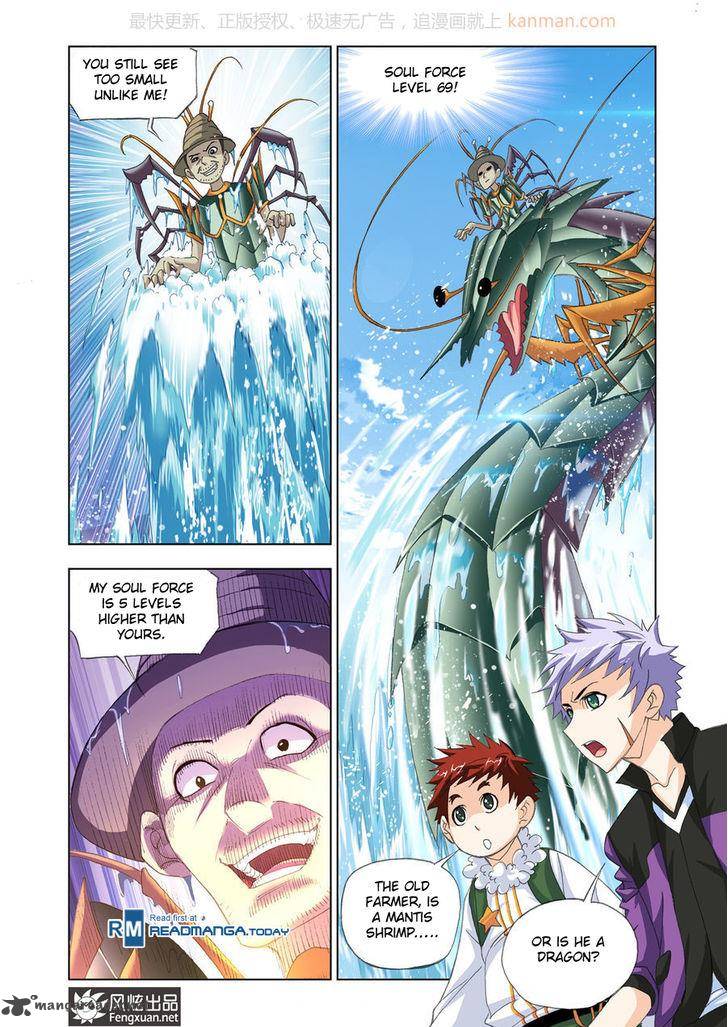 最快更新、正版授权、极速无广告，追漫画就上 kanman.com
YOU STILL SEE
TOO SMALL
UNLIKE ME!
SOUL FORCE
LEVEL 69!
MY SOUL FORCE
IS 5 LEVELS
HIGHER THAN
YOURS.
THE OLD
FARMER, IS
A MANTIS
SHRIMP.....
OR IS HE A
DRAGON?
Read first at
RM READMANGA.TODAY
风炫出品
Fengxuan.net